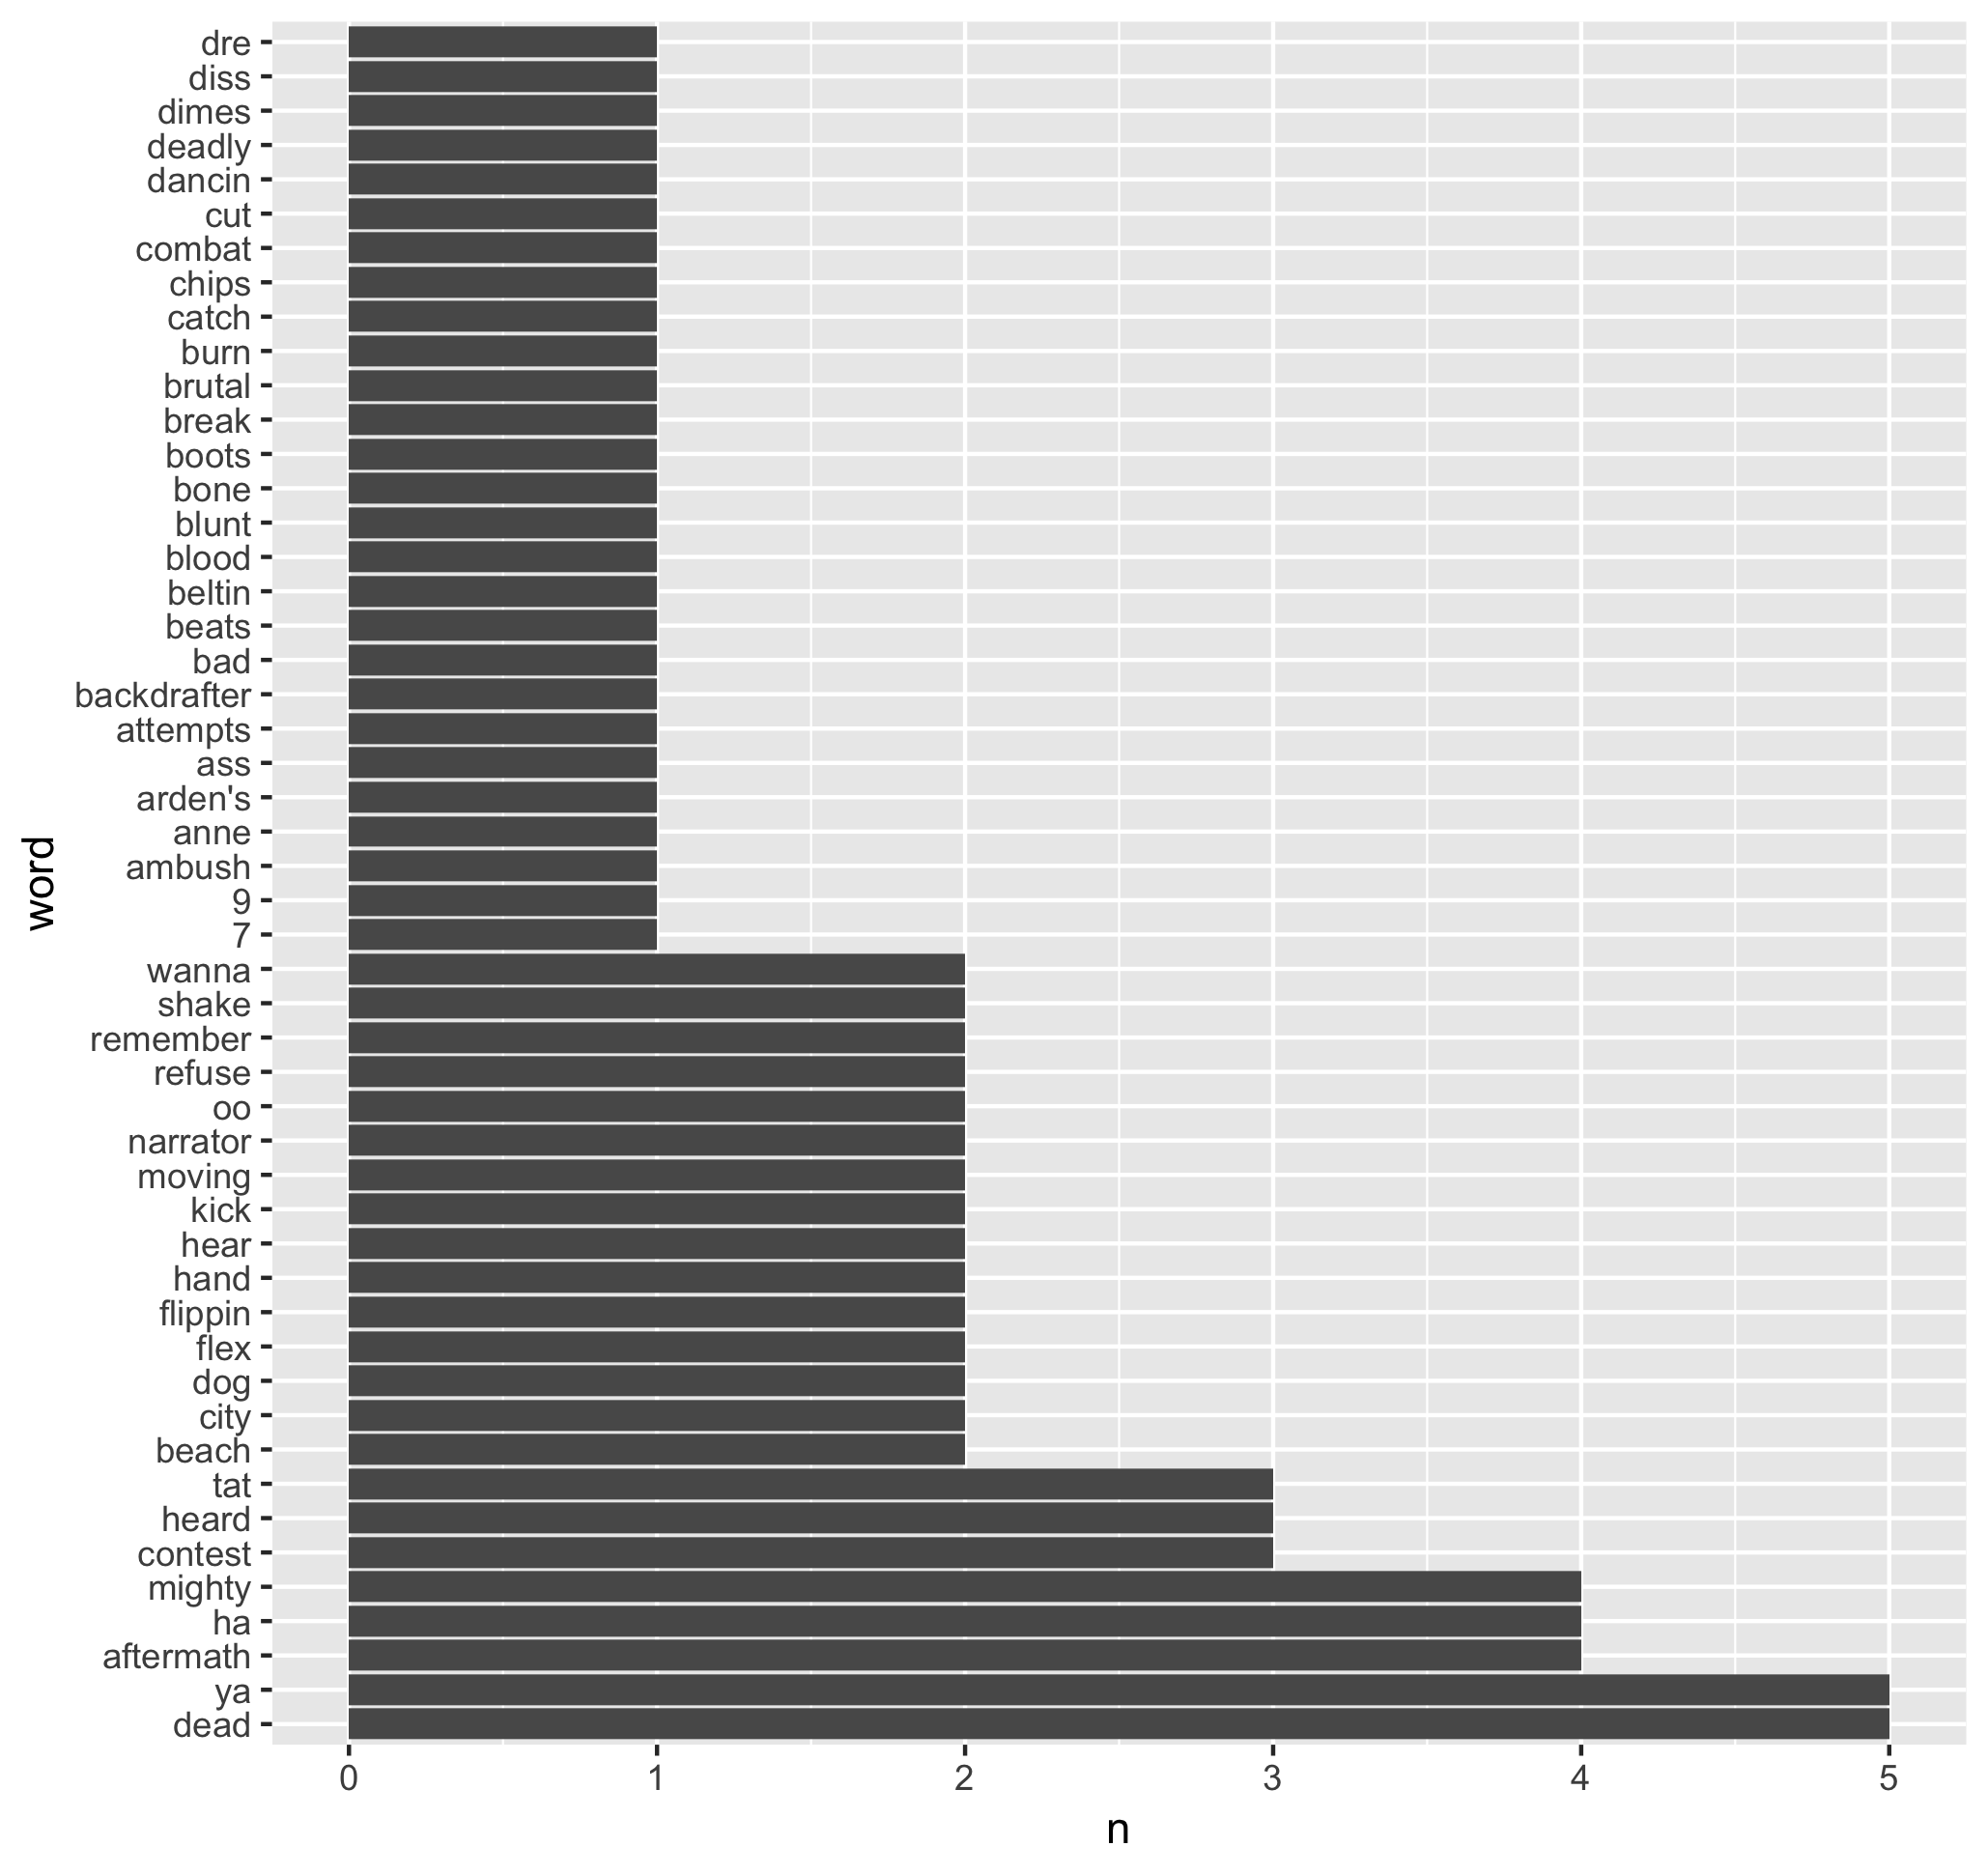 dre
diss
dimes
deadly
dancin
cut
combat
chips
catch
burn
brutal
break
boots
bone
blunt
blood
beltin
beats
bad
backdrafter
attempts
ass
arden's
anne
ambush
9
7
wanna
shake
remember
refuse
oo
narrator
moving
kick
hear
hand
flippin
flex
dog
city
beach
tat
heard
contest
mighty
ha
aftermath
ya
dead
word
0 1 2 3 4 5
n